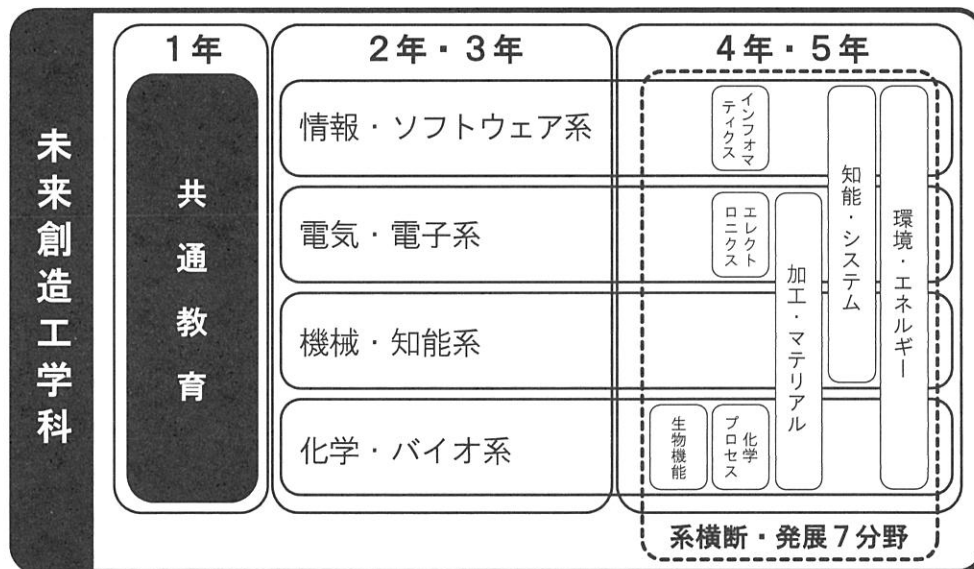 未来創造工学科
1年
共通教育
2年・3年
情報・ソフトウェア系
電気・電子系
機械・知能系
化学・バイオ系
4年・5年
インフォマ
ティクス
エレクト
ロニクス
生物機能
化学
プロセス
加工・マテリアル
知能・システム
環境・エネルギー
系横断・発展7分野